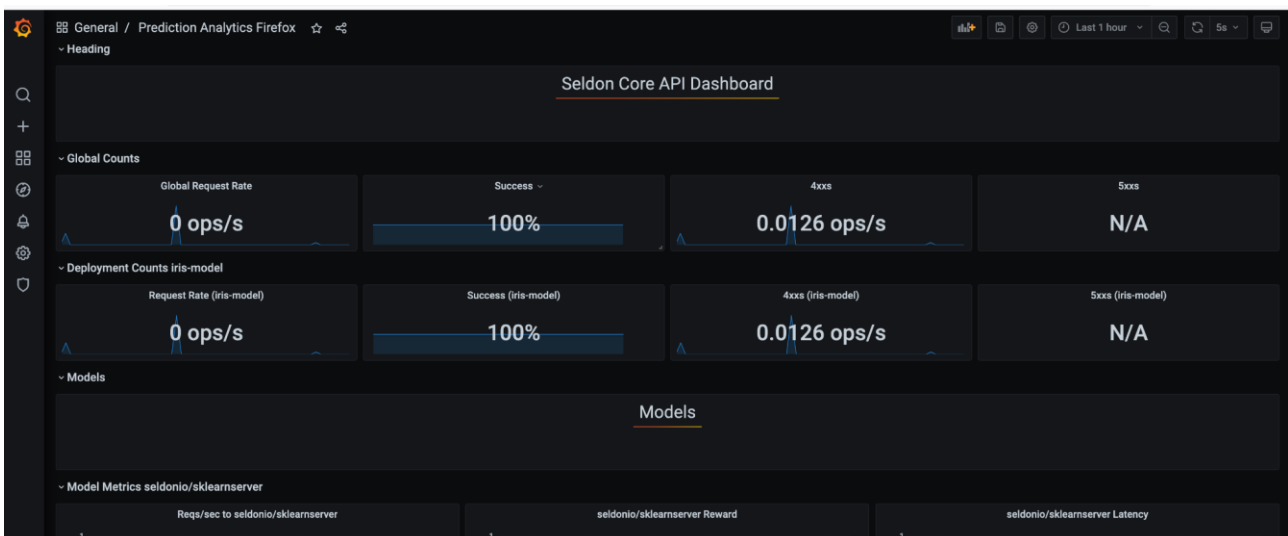 General / Prediction Analytics Firefox
Last 1 hour
5s
Heading
Seldon Core API Dashboard
Global Counts
Global Request Rate
Success
4xxs
5xxs
0 ops/s
100%
0.0126 ops/s
N/A
Deployment Counts iris-model
Request Rate (iris-model)
Success (iris-model)
4xxs (iris-model)
5xxs (iris-model)
0 ops/s
100%
0.0126 ops/s
N/A
Models
Models
Model Metrics seldonio/sklearnserver
Reqs/sec to seldonio/sklearnserver
seldonio/sklearnserver Reward
seldonio/sklearnserver Latency